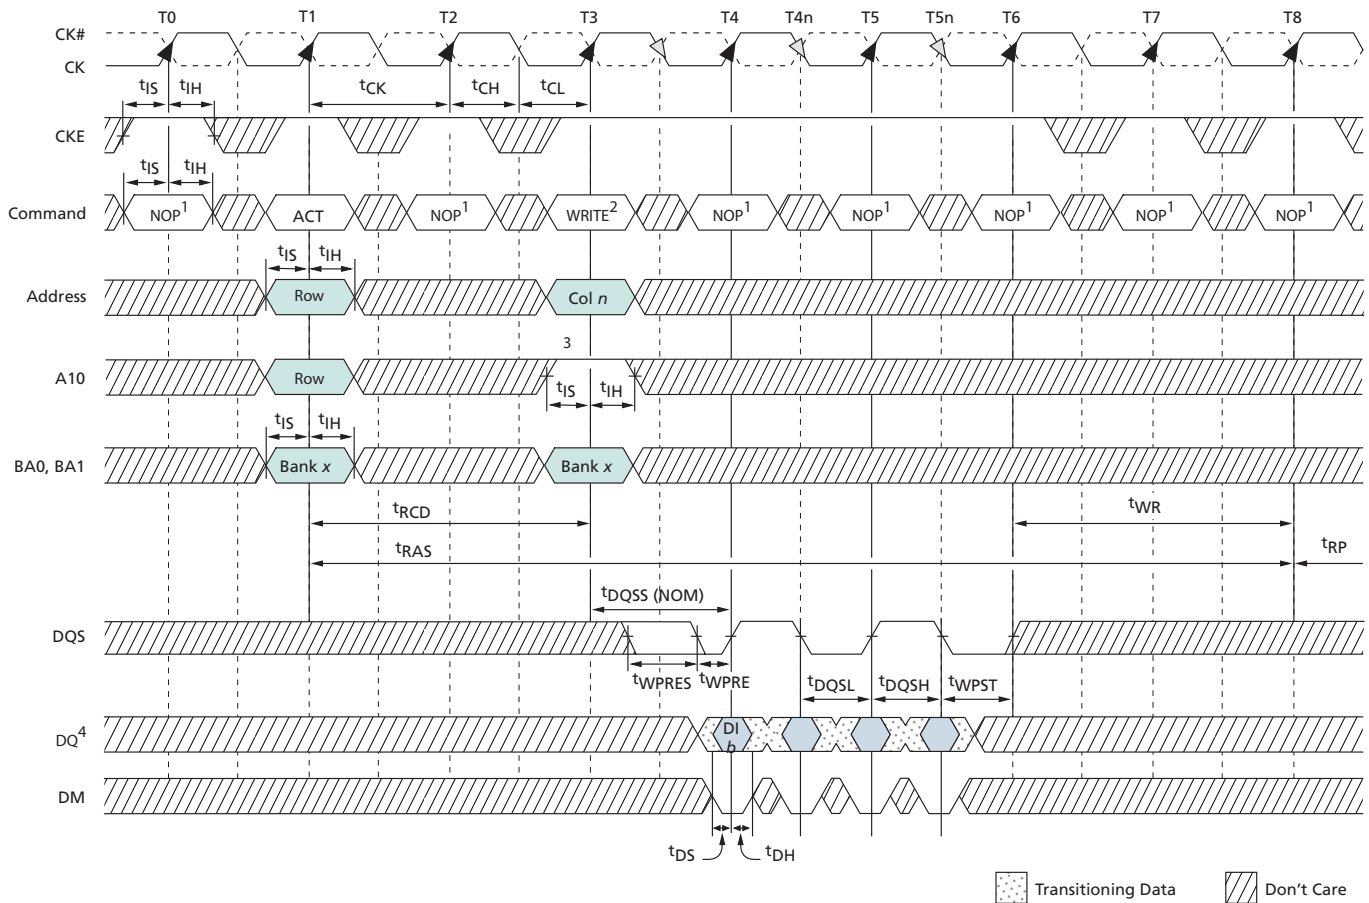 T0 T1 T2 T3 T4 T4n T5 T5n T6 T7 T8
CK#
CK
tIS tIH tCK tCH tCL
CKE
tIS tIH
Command NOP1 ACT NOP1 WRITE2 NOP1 NOP1 NOP1 NOP1 NOP1
tIS tIH
Address Row Col n
3
A10 Row
tIS tIH
tIS tIH
BA0, BA1 Bank x Bank x
tRCD tWR
tRAS tRP
tDQSS (NOM)
DQS
tWPRES tWPRE tDQSL tDQSH tWPST
DQ4 DI
b
DM
tDS tDH
Transitioning Data Don't Care